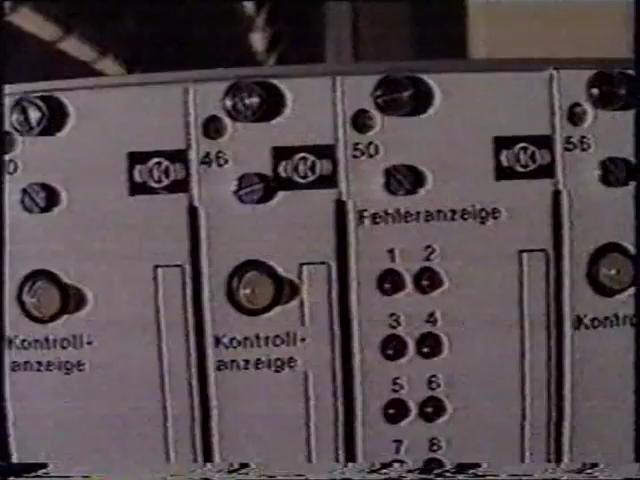 0
46
50
56
K
K
K
Fehleranzeige
1 2
3 4
5 6
7 8
Kontroll-
anzeige
Kontroll-
anzeige
Kontro